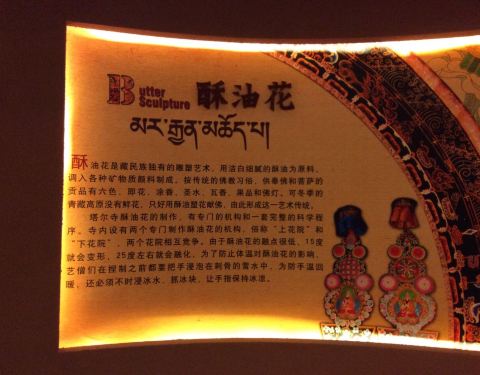 Butter Sculpture 酥油花
མར་རྒྱན་མཆོད་པ།
酥油花是藏民族独有的雕塑艺术，用洁白细腻的酥油为原料，
调入各种矿物质颜料制成。按传统的佛教习俗，供奉佛和菩萨的
贡品有六色，即花、涂香、圣水、瓦香、果品和佛灯。可冬季的
青藏高原没有鲜花，只好用酥油塑花献佛，由此形成这一艺术传统。
塔尔寺酥油花的制作，有专门的机构和一套完整的科学程
序。寺内设有两个专门制作酥油花的机构，俗称“上花院”和
“下花院”，两个花院相互竞争。由于酥油的融点很低，15度
就会变形，25度左右就会融化，为了防止体温对酥油花的影响，
艺僧们在捏制之前都要把手浸泡在刺骨的雪水中，为防手温回
暖，还必须不时浸冰水，抓冰块，让手指保持冰凉。